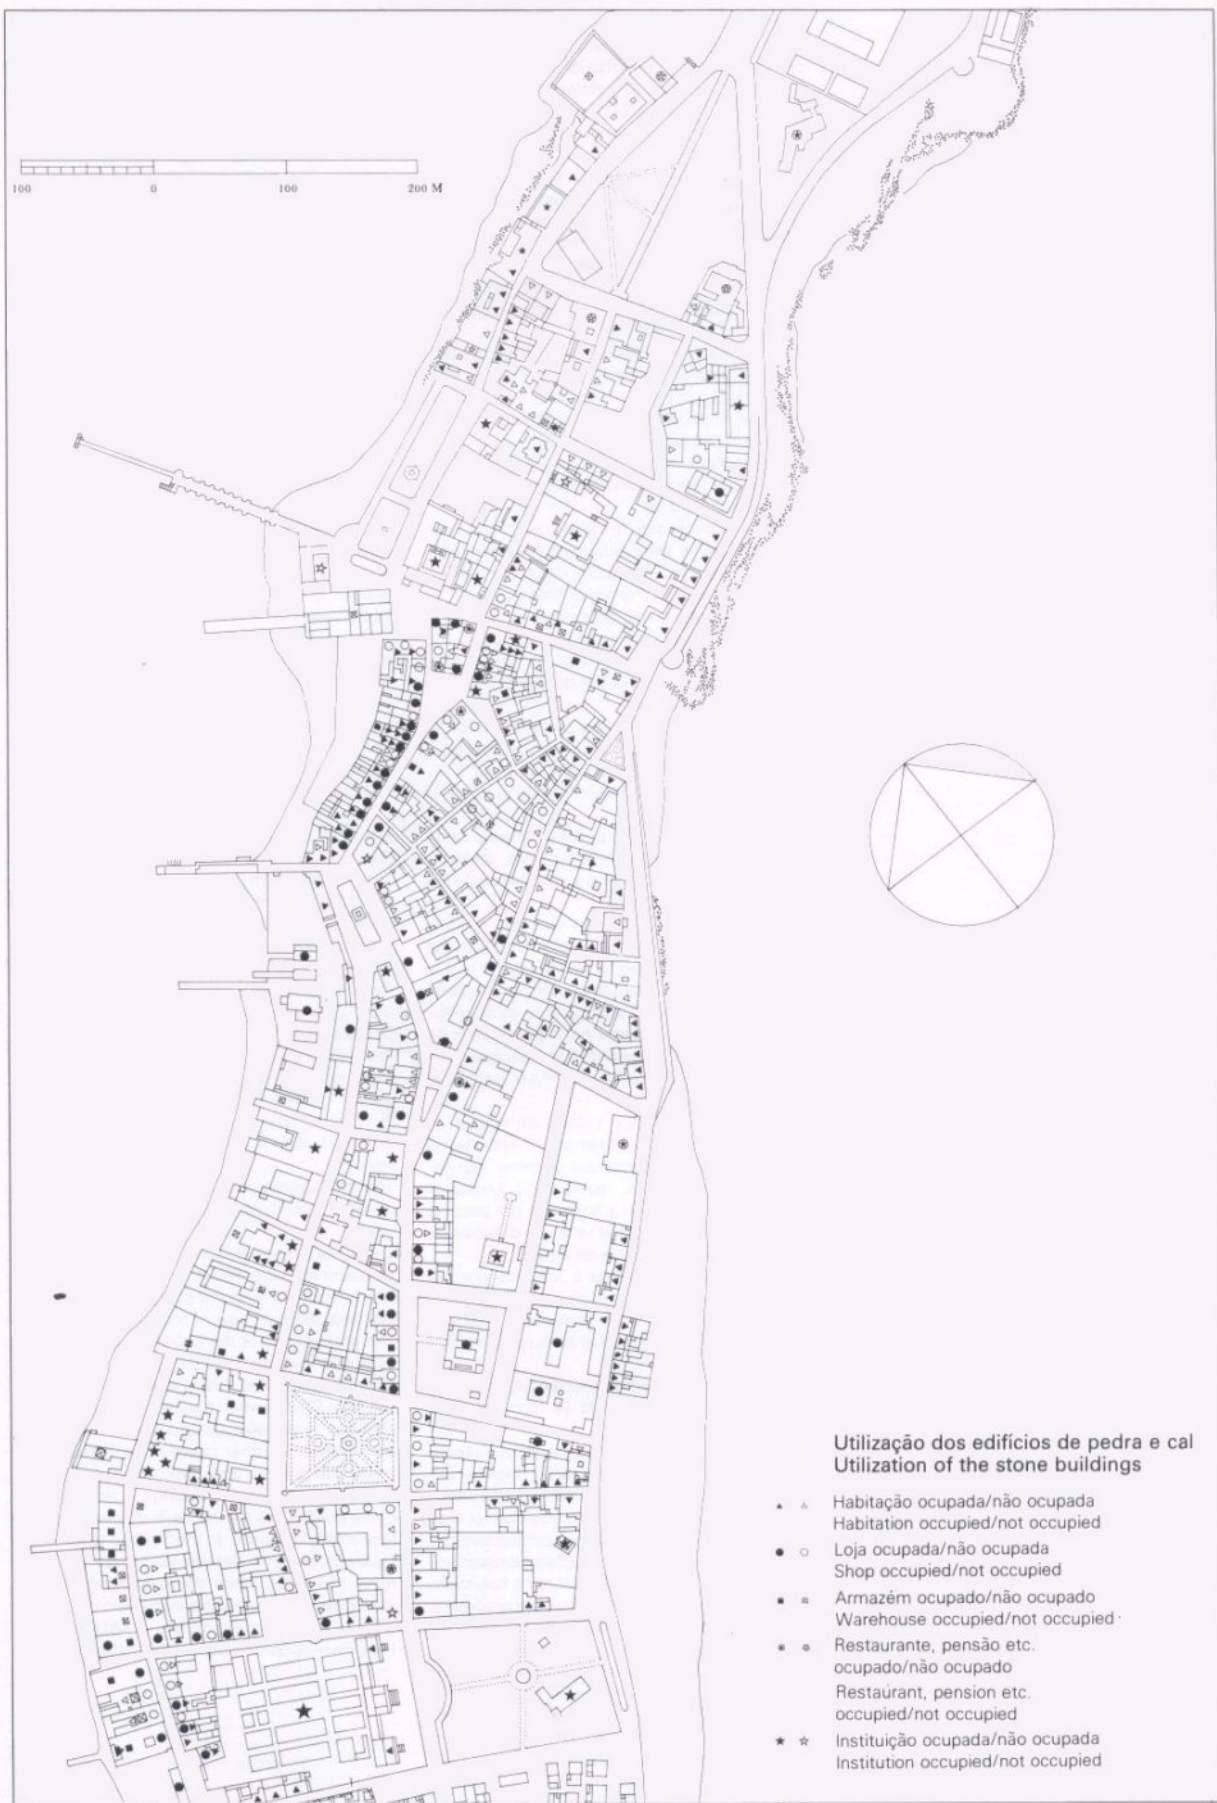 100 0 100 200 M
Utilização dos edifícios de pedra e cal
Utilization of the stone buildings
Habitação ocupada/não ocupada
Habitation occupied/not occupied
Loja ocupada/não ocupada
Shop occupied/not occupied
Armazém ocupado/não ocupado
Warehouse occupied/not occupied
Restaurante, pensão etc.
ocupado/não ocupado
Restaurant, pension etc.
occupied/not occupied
Instituição ocupada/não ocupada
Institution occupied/not occupied